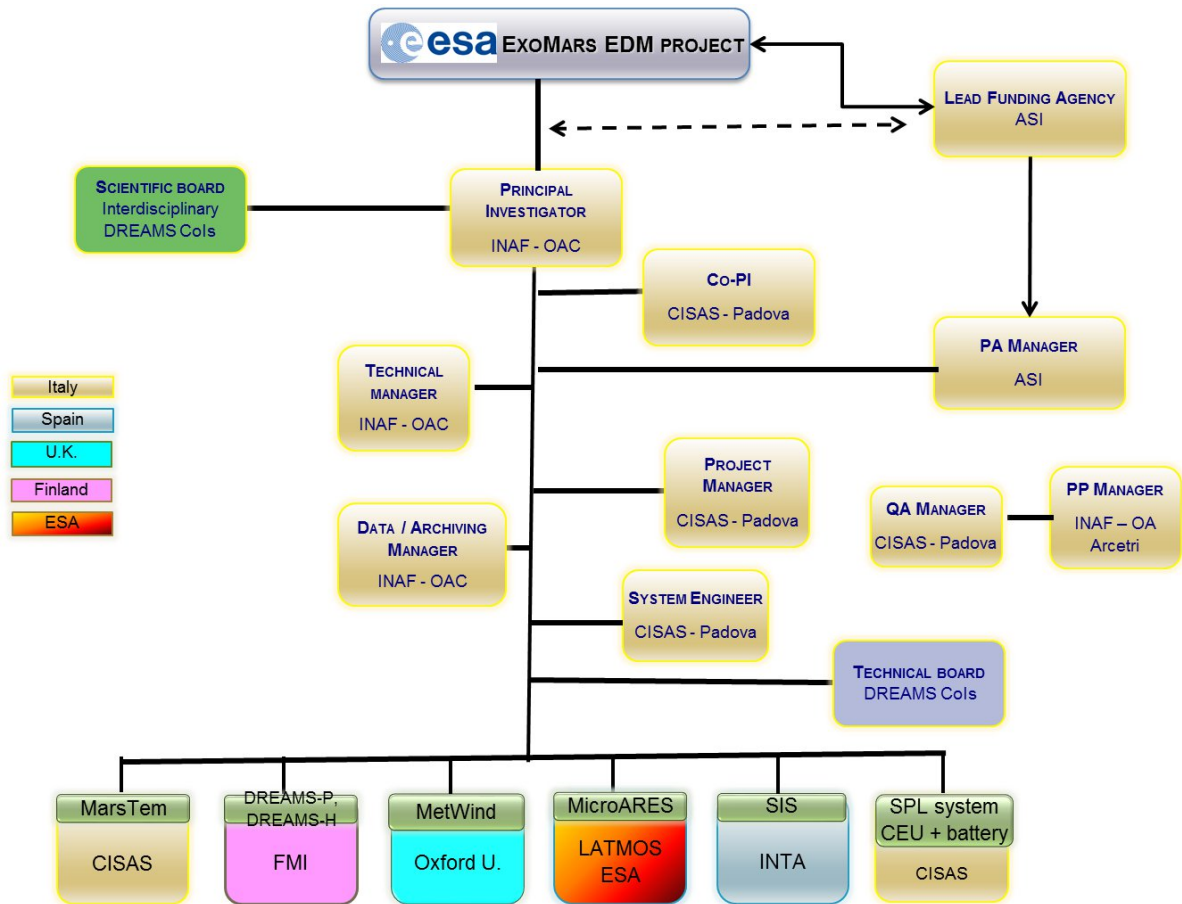 esa EXOMARS EDM PROJECT
LEAD FUNDING AGENCY
ASI
SCIENTIFIC BOARD
Interdisciplinary
DREAMS CoIs
PRINCIPAL
INVESTIGATOR
INAF - OAC
CO-PI
CISAS - Padova
TECHNICAL
MANAGER
INAF - OAC
PA MANAGER
ASI
Italy
Spain
U.K.
Finland
ESA
PROJECT
MANAGER
CISAS - Padova
QA MANAGER
CISAS - Padova
PP MANAGER
INAF – OA
Arcetri
DATA / ARCHIVING
MANAGER
INAF - OAC
SYSTEM ENGINEER
CISAS - Padova
TECHNICAL BOARD
DREAMS CoIs
MarsTem
CISAS
DREAMS-P,
DREAMS-H
FMI
MetWind
Oxford U.
MicroARES
LATMOS
ESA
SIS
INTA
SPL system
CEU + battery
CISAS